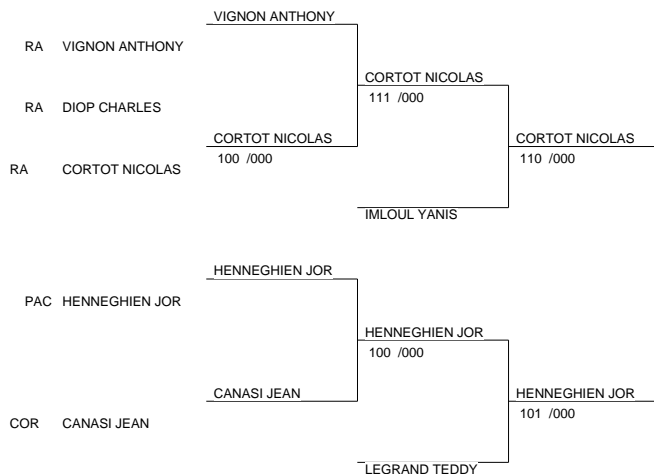 VIGNON ANTHONY
RA VIGNON ANTHONY
CORTOT NICOLAS
111 /000
RA DIOP CHARLES
CORTOT NICOLAS
100 /000
CORTOT NICOLAS
110 /000
RA CORTOT NICOLAS
IMLOUL YANIS
HENNEGHIEN JOR
PAC HENNEGHIEN JOR
HENNEGHIEN JOR
100 /000
CANASI JEAN
HENNEGHIEN JOR
101 /000
COR CANASI JEAN
LEGRAND TEDDY